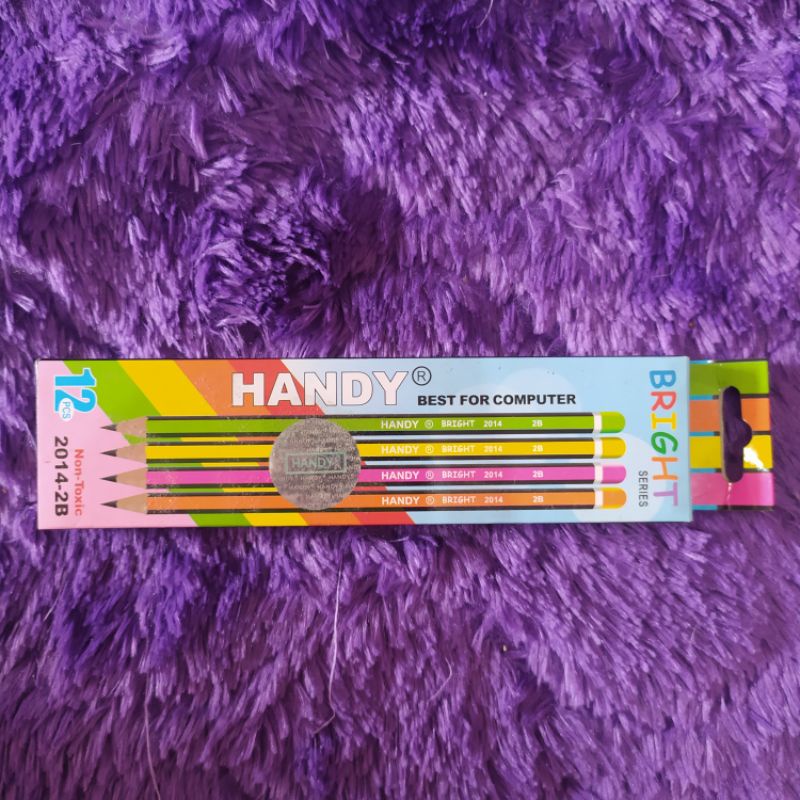 12
PCS
Non-Toxic
2014-2B
HANDY®
BEST FOR COMPUTER
HANDY ® BRIGHT 2014 2B
HANDY ® BRIGHT 2014 2B
HANDY ® BRIGHT 2014 2B
HANDY ® BRIGHT 2014 2B
HANDY
BRIGHT
SERIES